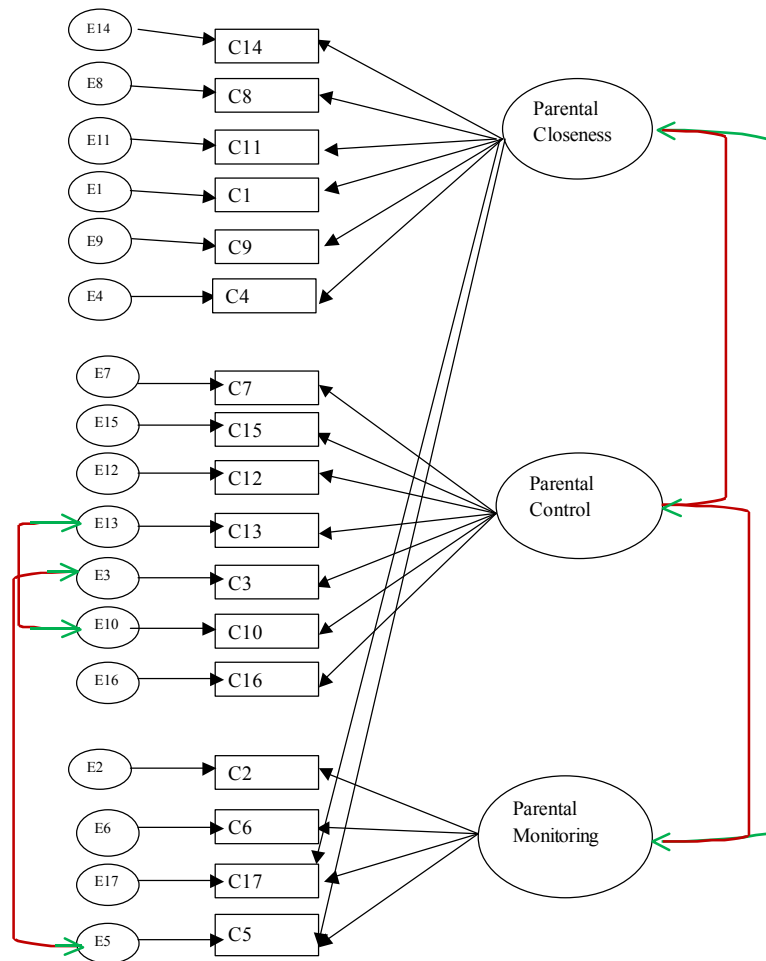 E14
C14
E8
C8
Parental
Closeness
E11
C11
E1
C1
E9
C9
E4
C4
E7
C7
E15
C15
E12
C12
Parental
Control
E13
C13
E3
C3
E10
C10
E16
C16
E2
C2
E6
C6
Parental
Monitoring
E17
C17
E5
C5